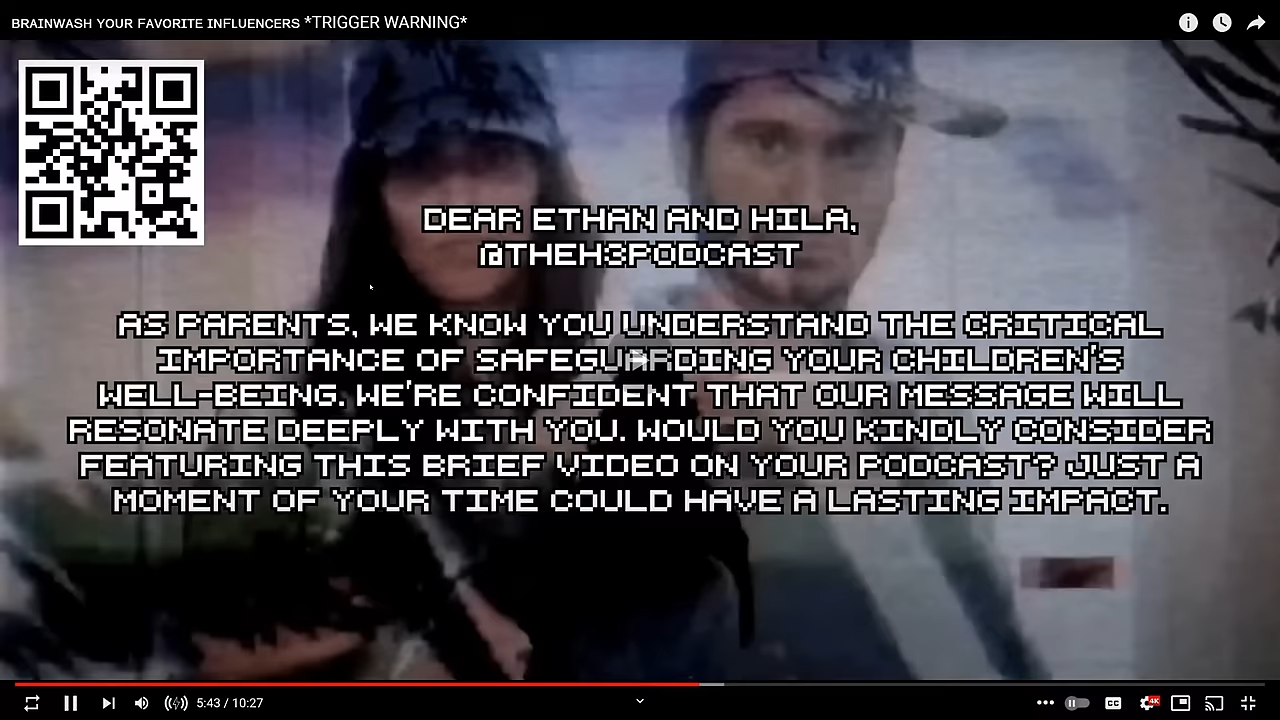 BRAINWASH YOUR FAVORITE INFLUENCERS *TRIGGER WARNING*
DEAR ETHAN AND HILA,
@THEH3PODCAST
AS PARENTS, WE KNOW YOU UNDERSTAND THE CRITICAL
IMPORTANCE OF SAFEGUARDING YOUR CHILDREN'S
WELL-BEING. WE'RE CONFIDENT THAT OUR MESSAGE WILL
RESONATE DEEPLY WITH YOU. WOULD YOU KINDLY CONSIDER
FEATURING THIS BRIEF VIDEO ON YOUR PODCAST? JUST A
MOMENT OF YOUR TIME COULD HAVE A LASTING IMPACT.
5:43 / 10:27
CC
4K